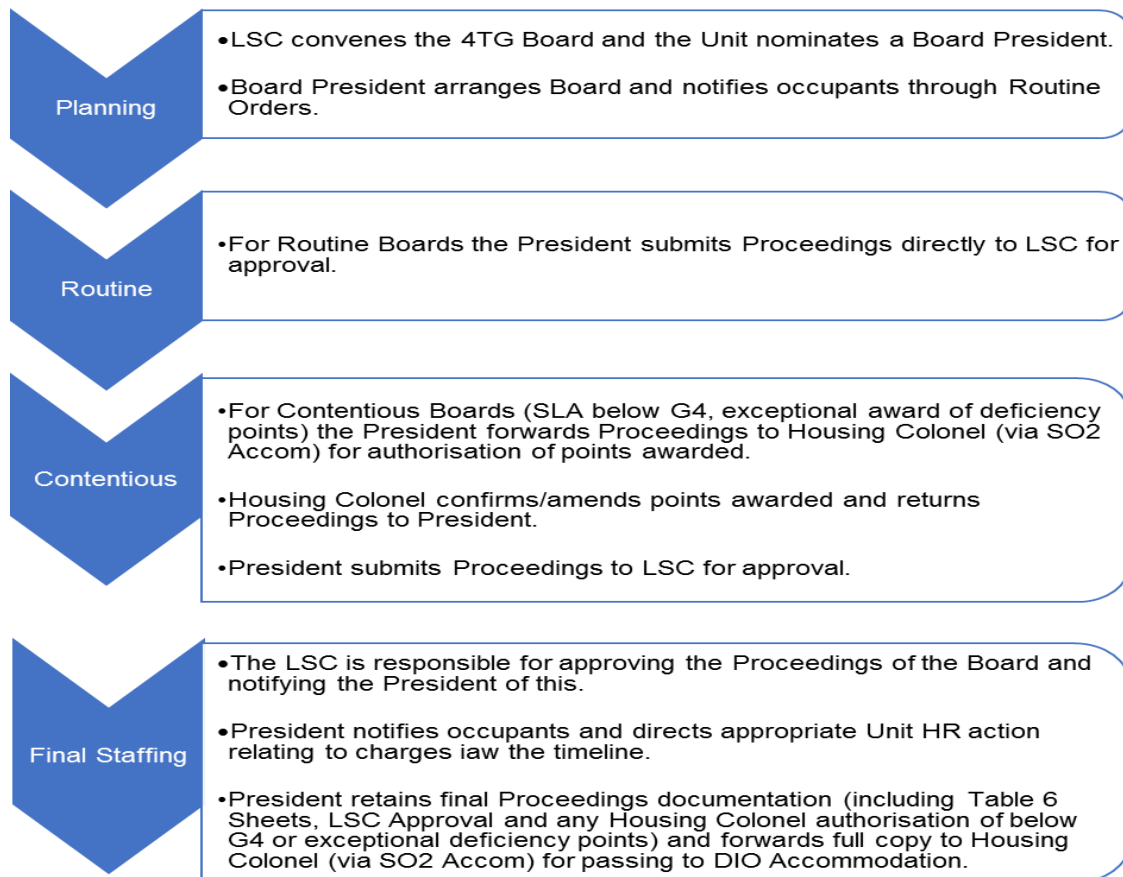 Planning
•LSC convenes the 4TG Board and the Unit nominates a Board President.
•Board President arranges Board and notifies occupants through Routine
Orders.
Routine
•For Routine Boards the President submits Proceedings directly to LSC for
approval.
Contentious
•For Contentious Boards (SLA below G4, exceptional award of deficiency
points) the President forwards Proceedings to Housing Colonel (via SO2
Accom) for authorisation of points awarded.
•Housing Colonel confirms/amends points awarded and returns
Proceedings to President.
•President submits Proceedings to LSC for approval.
Final Staffing
•The LSC is responsible for approving the Proceedings of the Board and
notifying the President of this.
•President notifies occupants and directs appropriate Unit HR action
relating to charges iaw the timeline.
•President retains final Proceedings documentation (including Table 6
Sheets, LSC Approval and any Housing Colonel authorisation of below
G4 or exceptional deficiency points) and forwards full copy to Housing
Colonel (via SO2 Accom) for passing to DIO Accommodation.